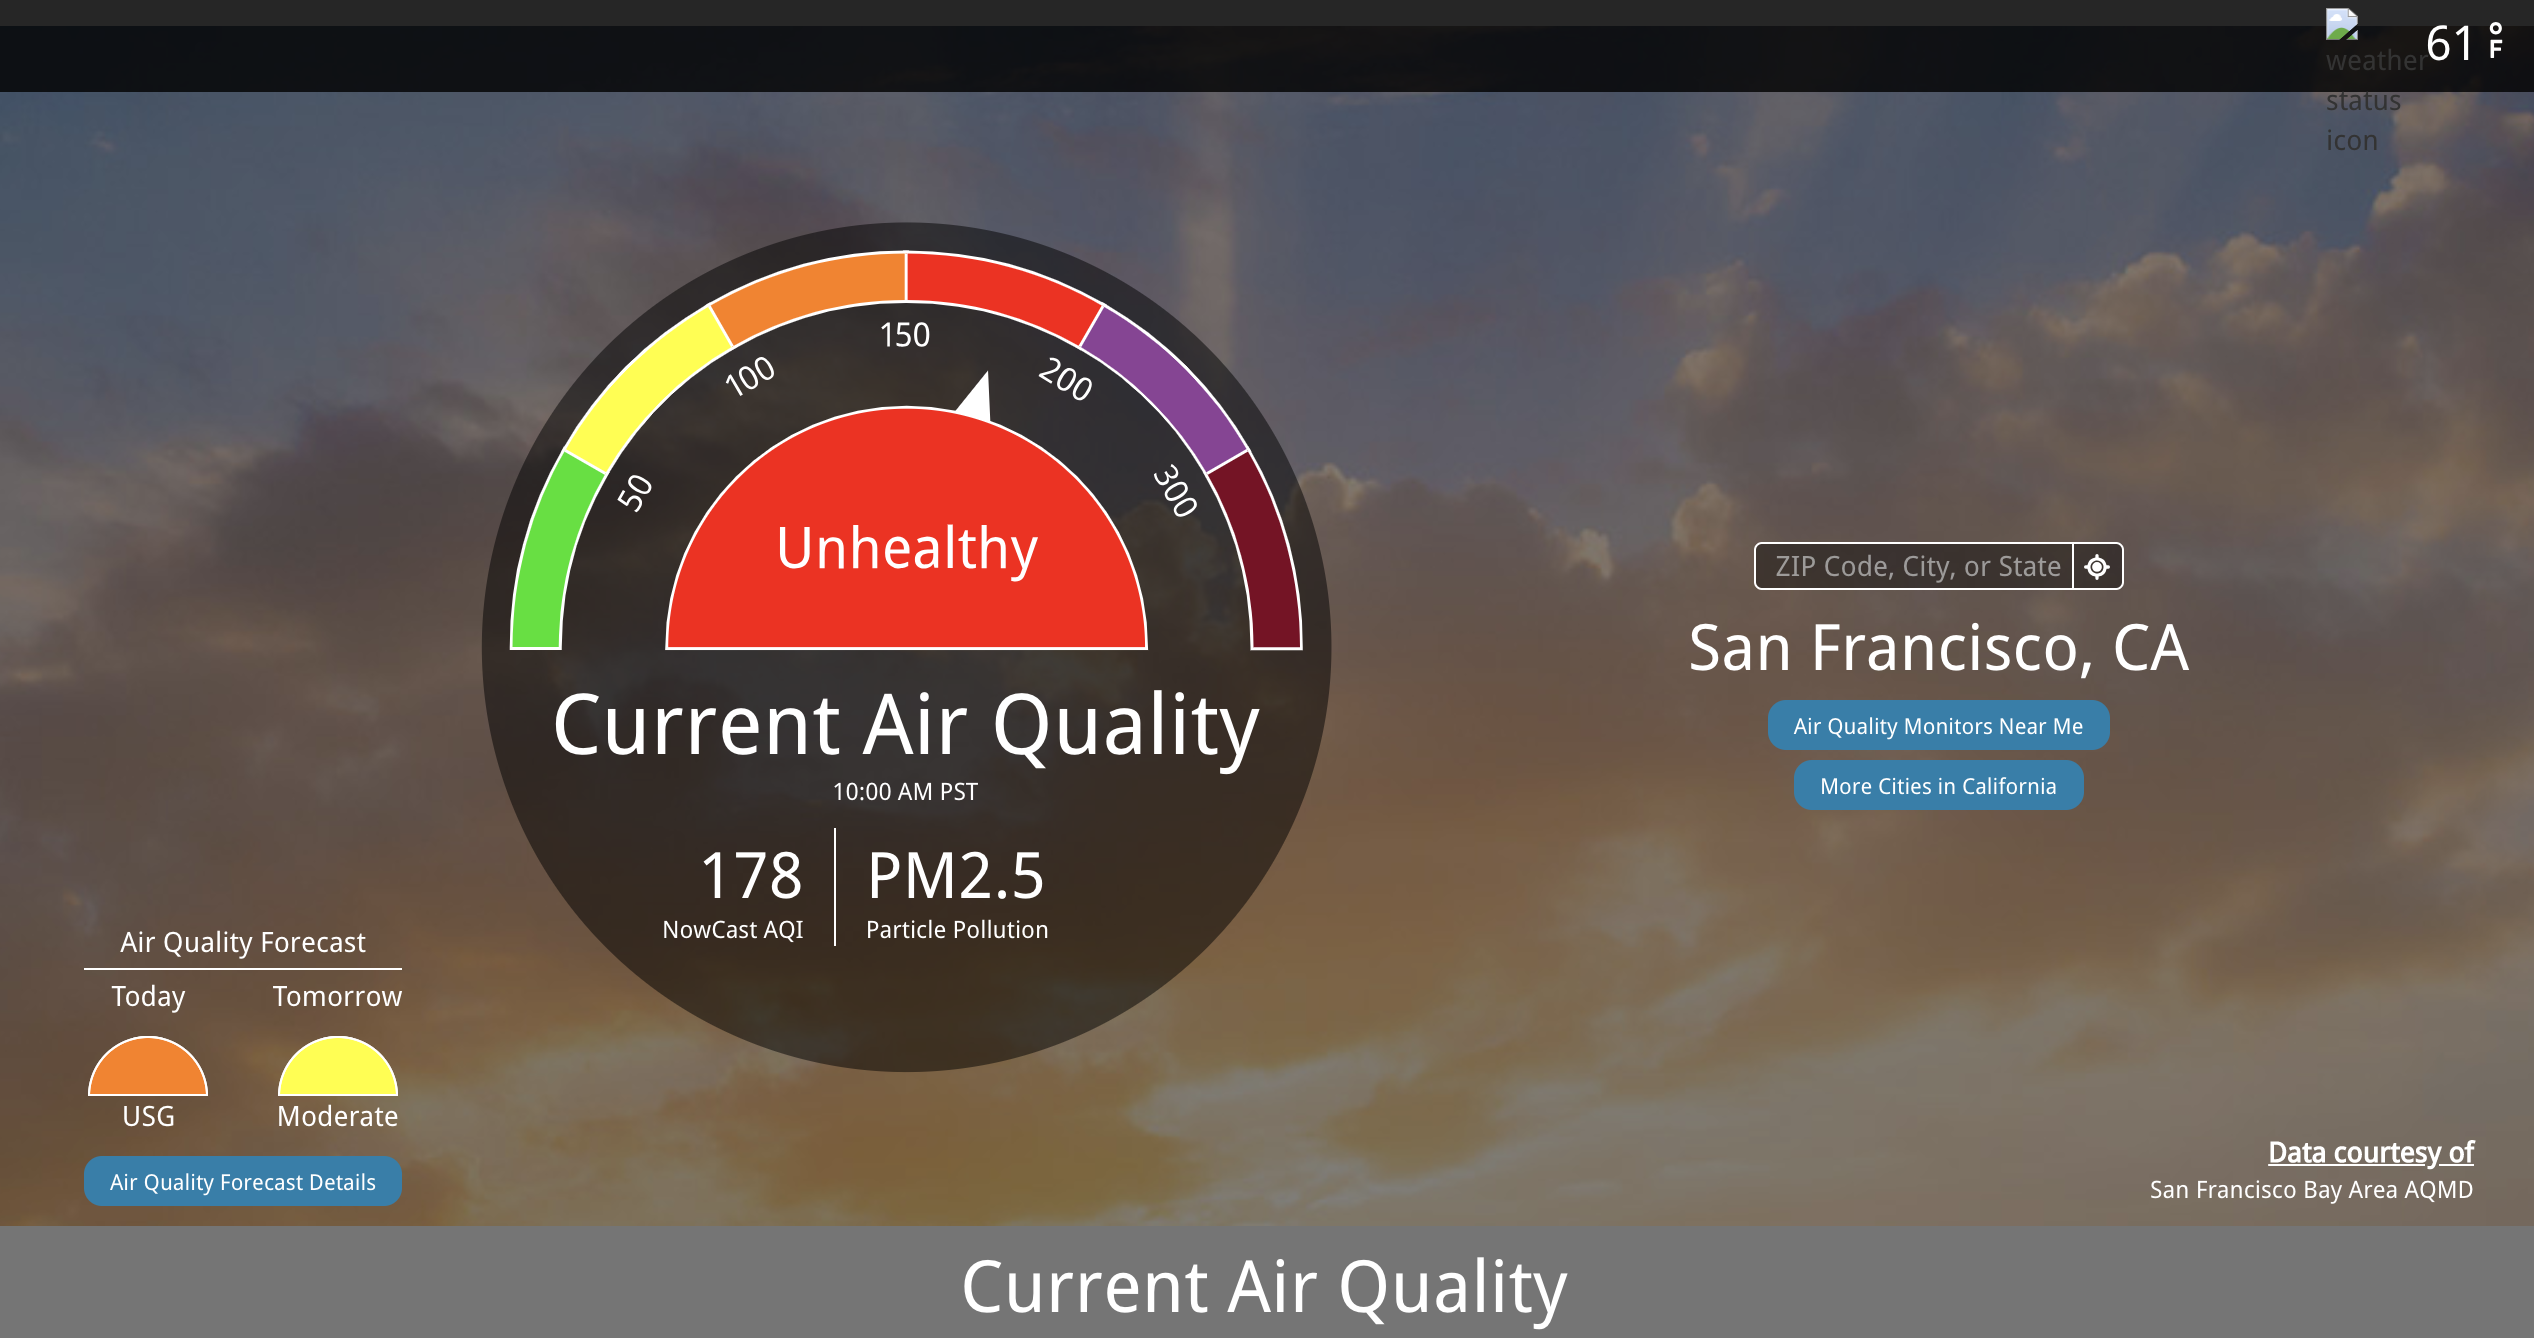 61 °F
weather
status
icon
150
100
200
50
300
Unhealthy
ZIP Code, City, or State
San Francisco, CA
Current Air Quality
Air Quality Monitors Near Me
10:00 AM PST
More Cities in California
178
PM2.5
NowCast AQI
Particle Pollution
Air Quality Forecast
Today
Tomorrow
USG
Moderate
Air Quality Forecast Details
Data courtesy of
San Francisco Bay Area AQMD
Current Air Quality